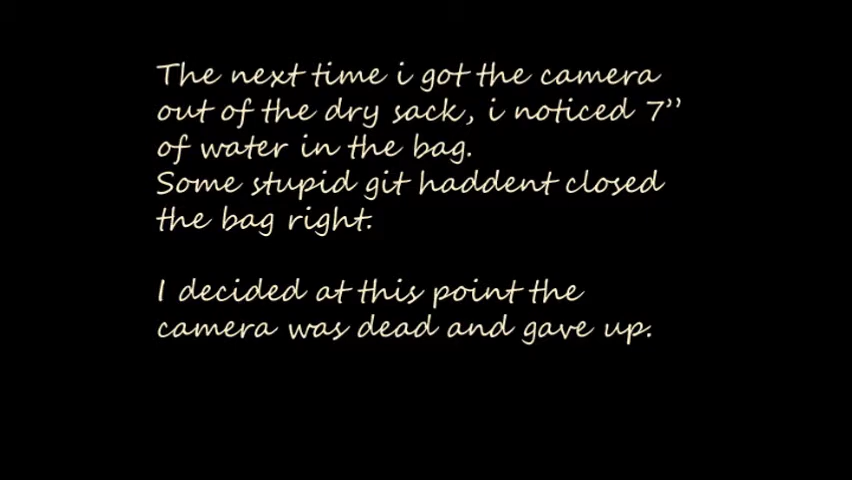 The next time i got the camera
out of the dry sack, i noticed 7”
of water in the bag.
Some stupid git haddent closed
the bag right.
I decided at this point the
camera was dead and gave up.